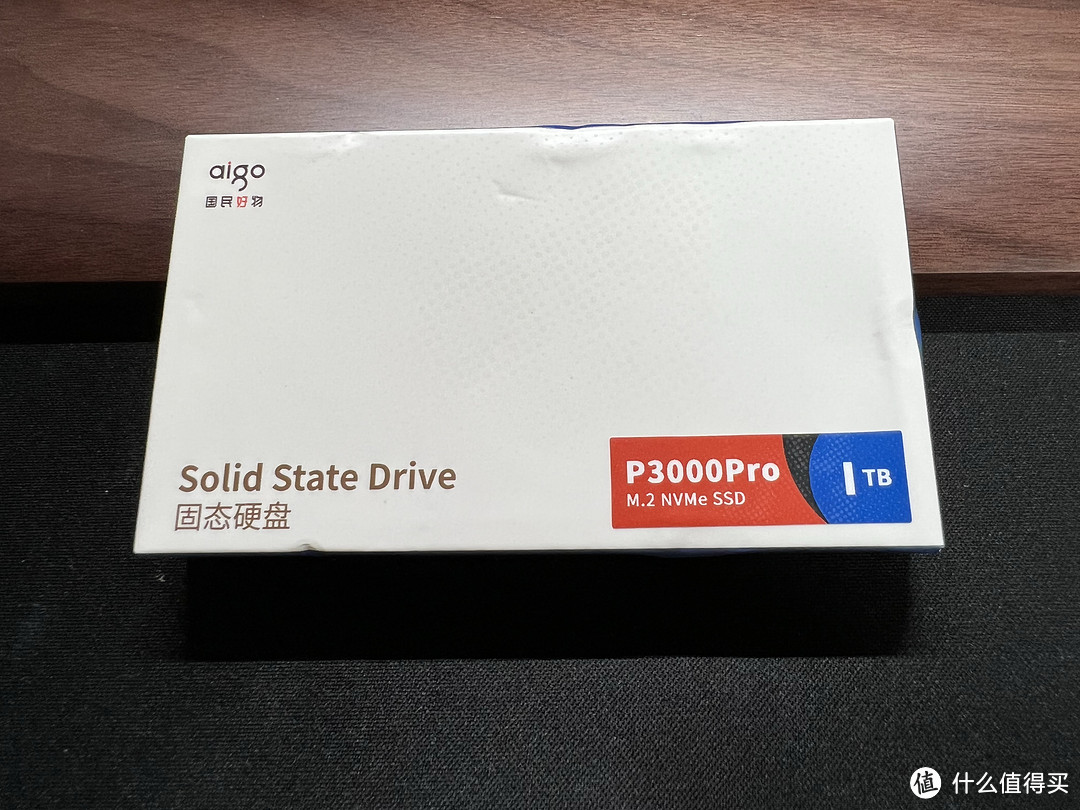 aigo
国民好物
Solid State Drive
固态硬盘
P3000Pro
M.2 NVMe SSD
1 TB
值 什么值得买